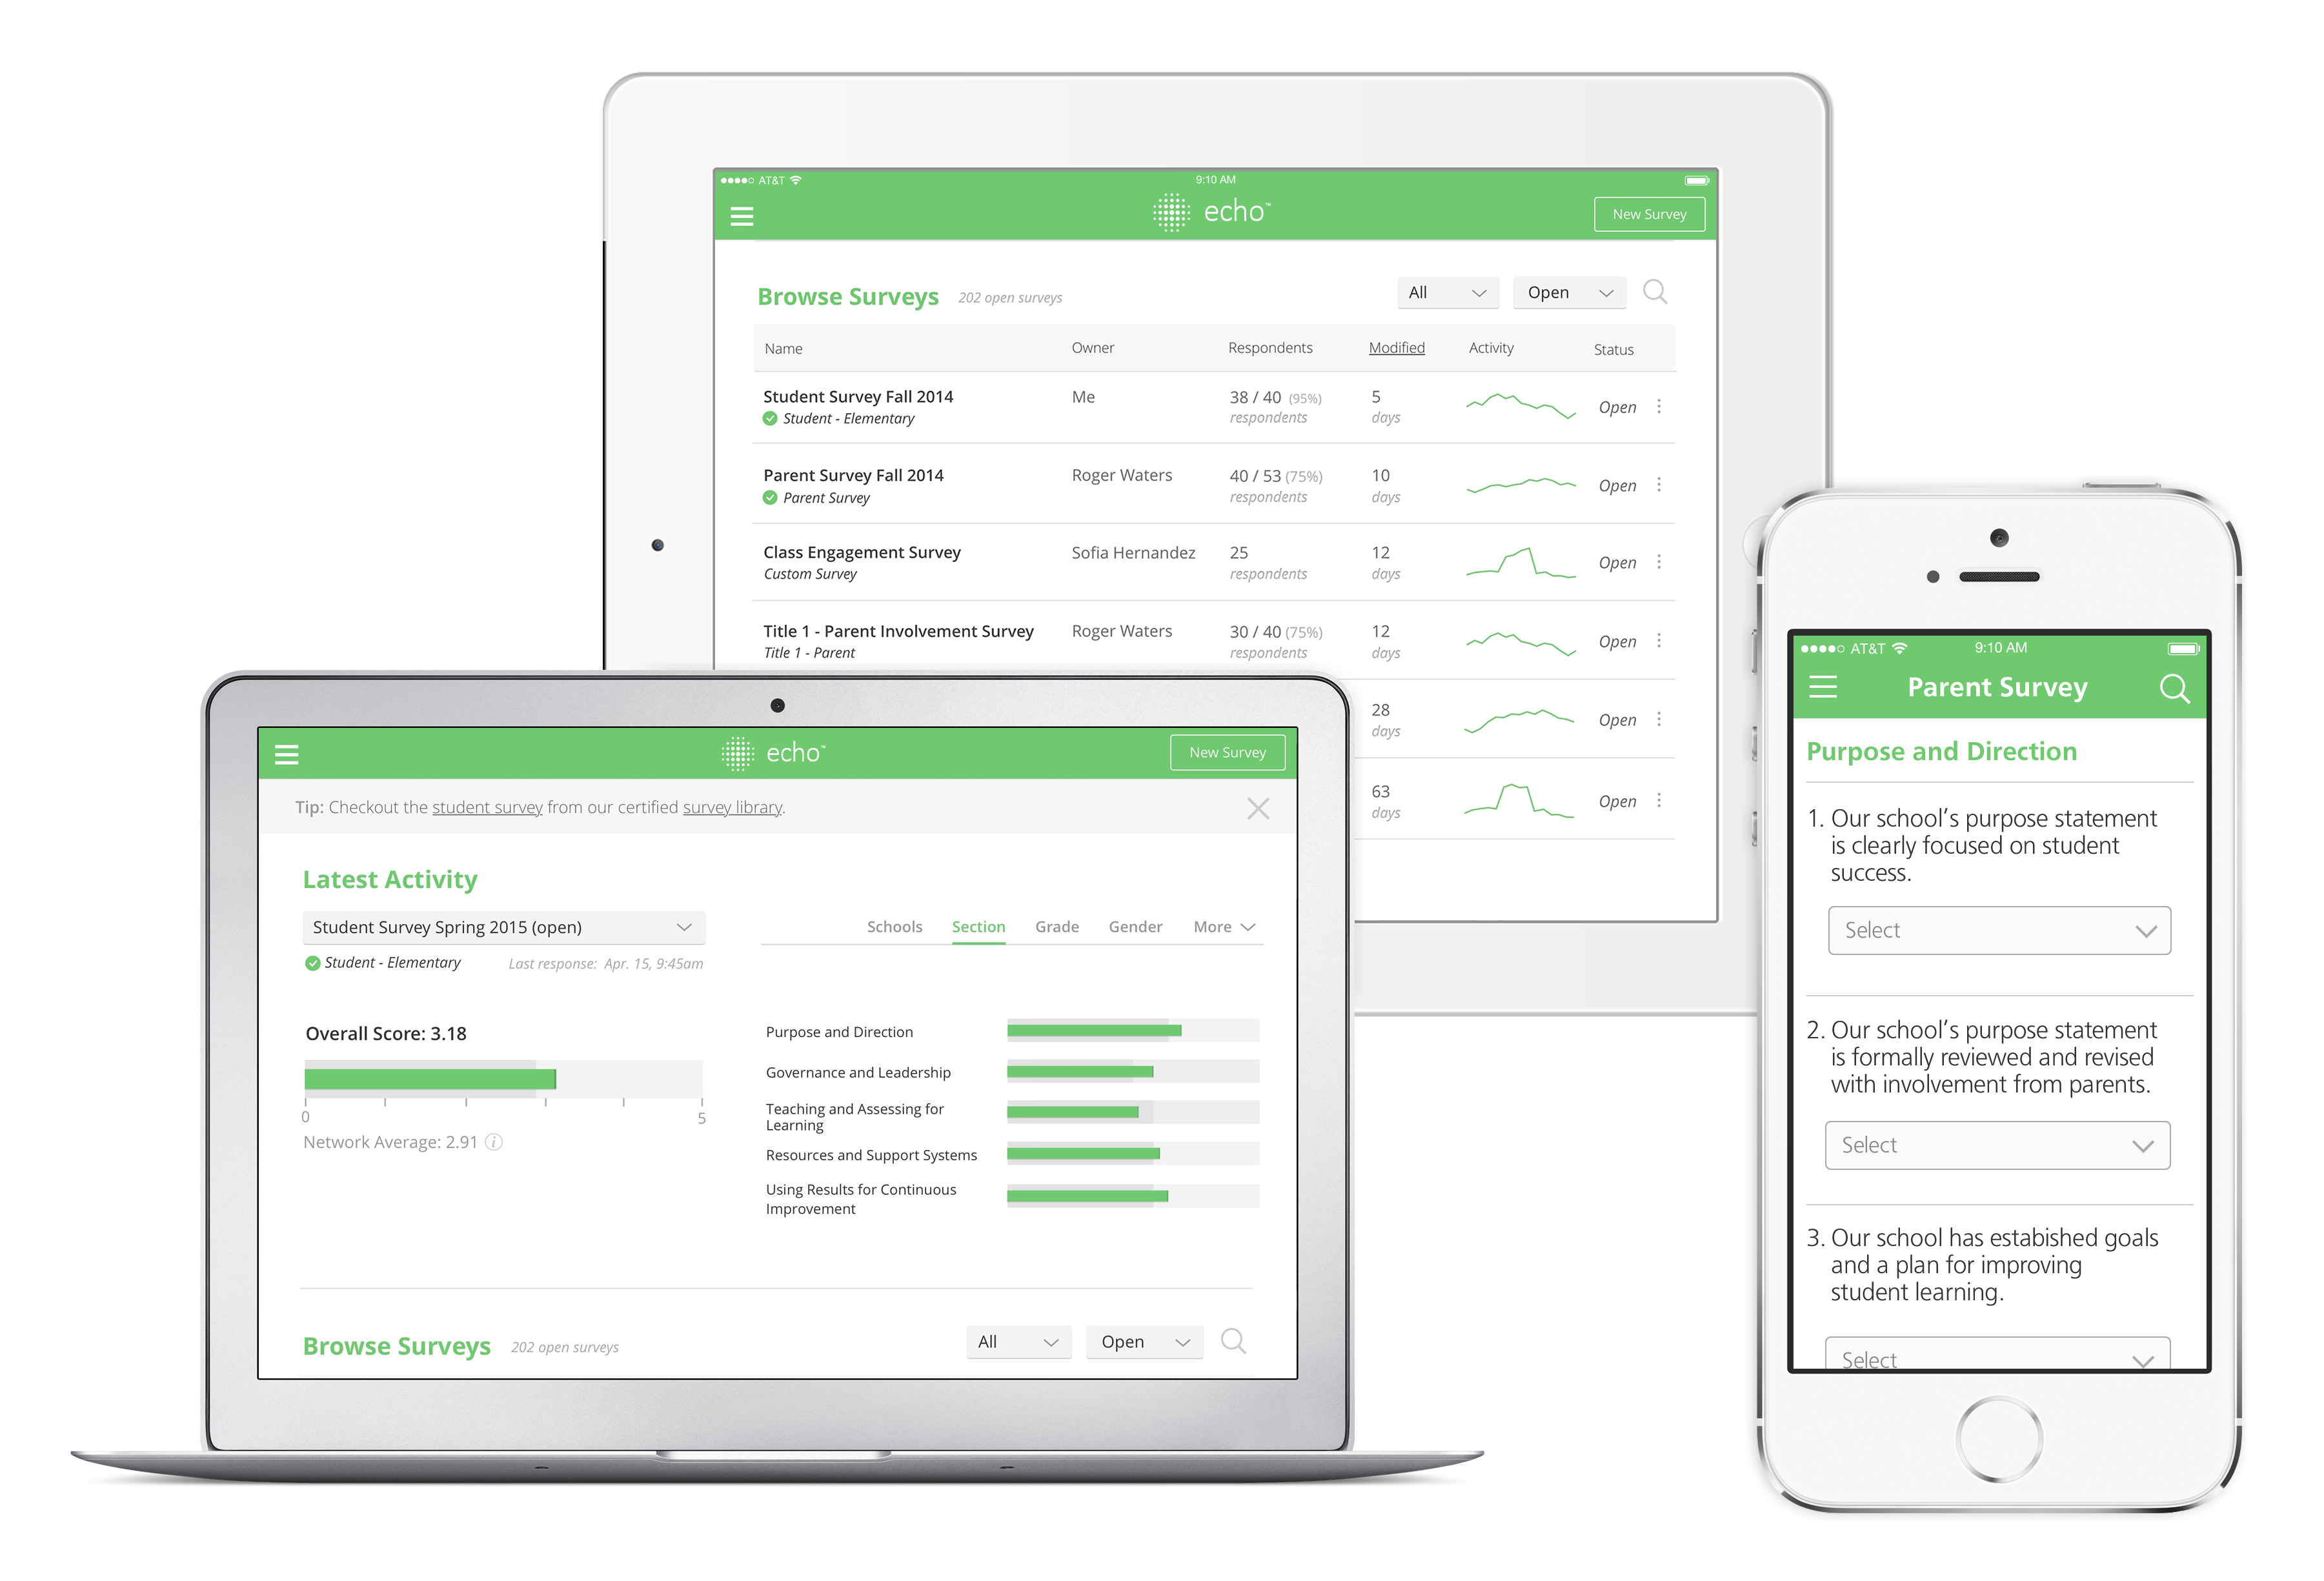 AT&T
9:10 AM
echo™
New Survey
Browse Surveys 202 open surveys
All
Open
Name Owner Respondents Modified Activity Status
Student Survey Fall 2014 Me 38 / 40 (95%) 5 Open
Student - Elementary respondents days
Parent Survey Fall 2014 Roger Waters 40 / 53 (75%) 10 Open
Parent Survey respondents days
Class Engagement Survey Sofia Hernandez 25 12 Open
Custom Survey respondents days
Title 1 - Parent Involvement Survey Roger Waters 30 / 40 (75%) 12 Open
Title 1 - Parent respondents days
28 Open
days
63 Open
days
echo™
New Survey
Tip: Checkout the student survey from our certified survey library.
Latest Activity
Student Survey Spring 2015 (open)
Student - Elementary Last response: Apr. 15, 9:45am
Overall Score: 3.18
0 5
Network Average: 2.91 i
Schools Section Grade Gender More
Purpose and Direction
Governance and Leadership
Teaching and Assessing for
Learning
Resources and Support Systems
Using Results for Continuous
Improvement
Browse Surveys 202 open surveys
All
Open
AT&T 9:10 AM
Parent Survey
Purpose and Direction
1. Our school's purpose statement
is clearly focused on student
success.
Select
2. Our school's purpose statement
is formally reviewed and revised
with involvement from parents.
Select
3. Our school has estabished goals
and a plan for improving
student learning.
Select